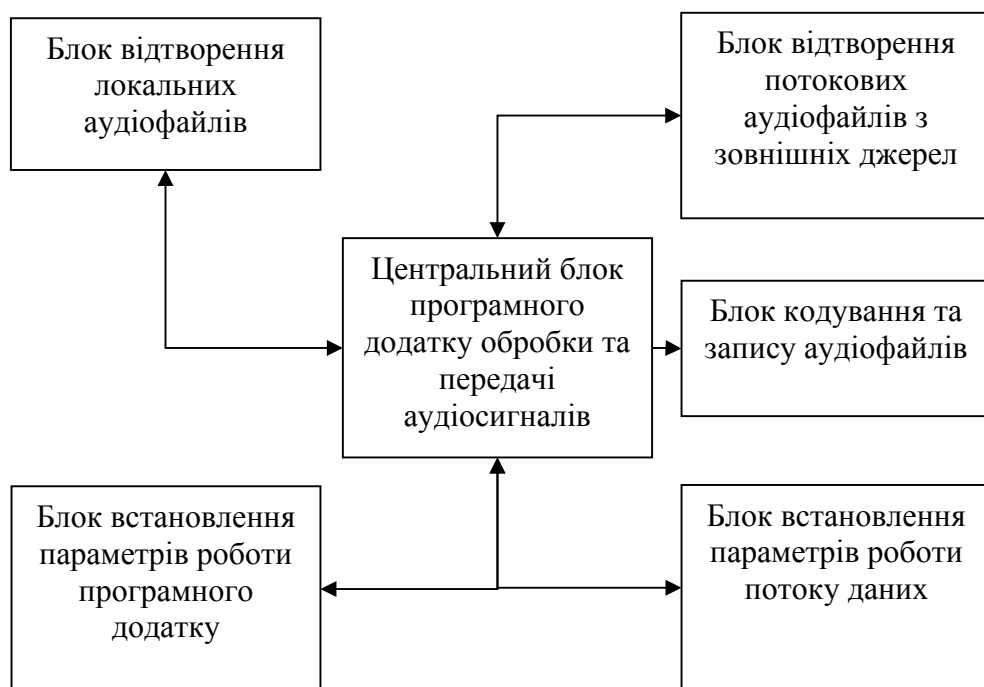 Блок відтворення
локальних
аудіофайлів
Блок відтворення
потокових
аудіофайлів з
зовнішніх джерел
Центральний блок
програмного
додатку обробки та
передачі
аудіосигналів
Блок кодування та
запису аудіофайлів
Блок встановлення
параметрів роботи
програмного
додатку
Блок встановлення
параметрів роботи
потоку даних